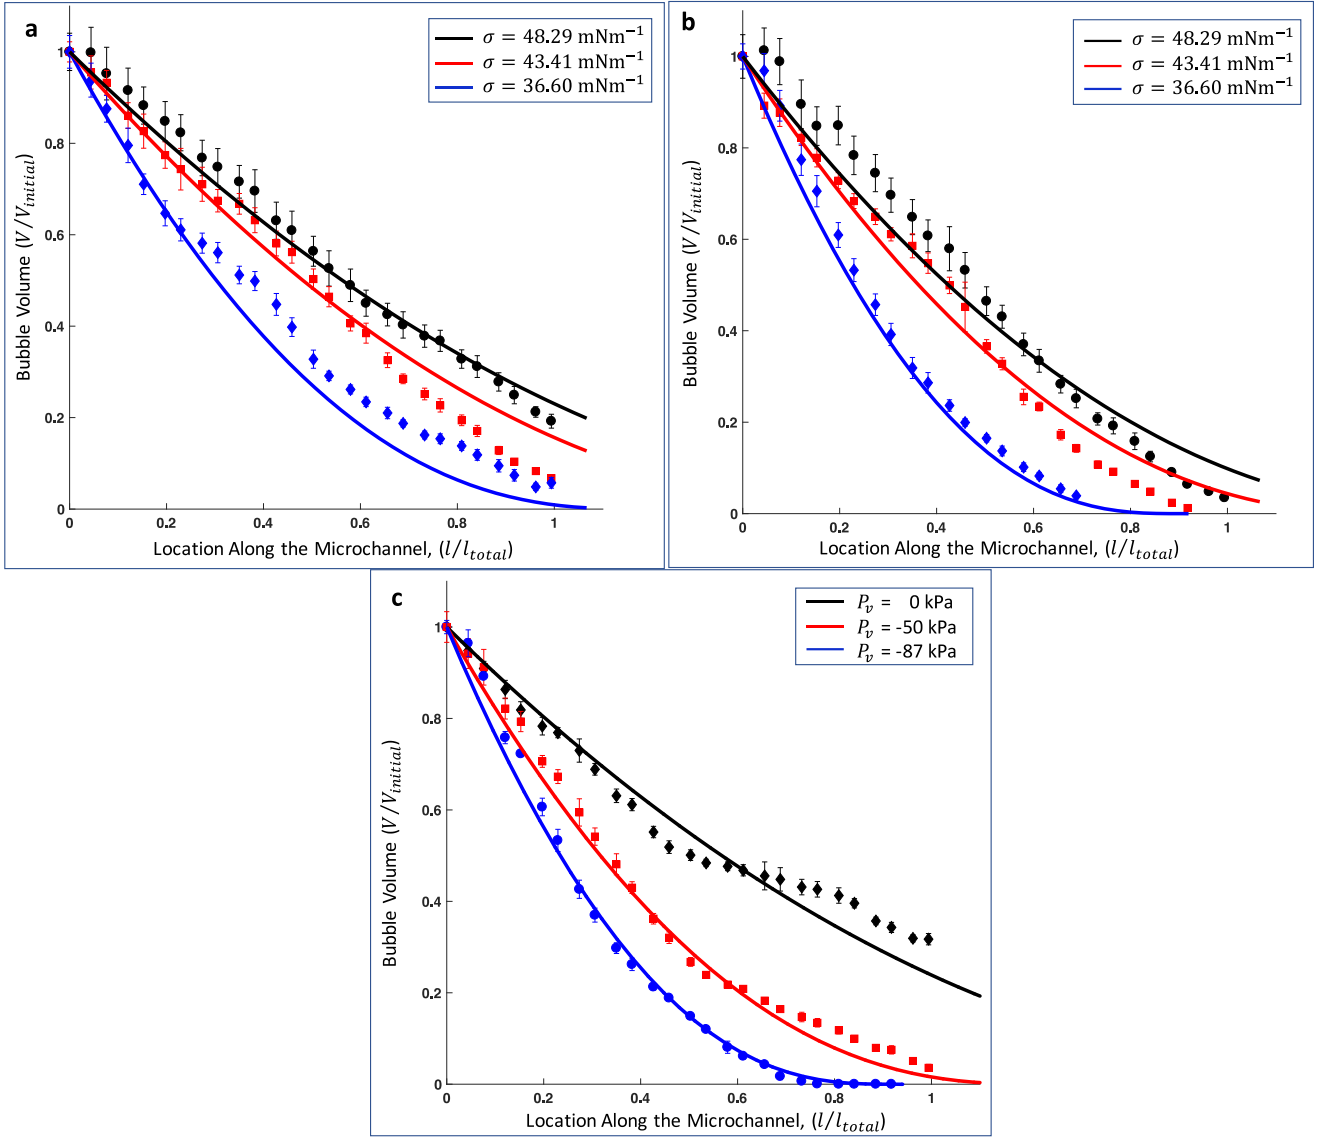 a
σ = 48.29 mNm⁻¹
σ = 43.41 mNm⁻¹
σ = 36.60 mNm⁻¹
Bubble Volume (V/V_initial)
1
0.8
0.6
0.4
0.2
0
0 0.2 0.4 0.6 0.8 1
Location Along the Microchannel, (l/l_total)
b
σ = 48.29 mNm⁻¹
σ = 43.41 mNm⁻¹
σ = 36.60 mNm⁻¹
Bubble Volume (V/V_initial)
1
0.8
0.6
0.4
0.2
0
0 0.2 0.4 0.6 0.8 1
Location Along the Microchannel, (l/l_total)
c
P_v = 0 kPa
P_v = -50 kPa
P_v = -87 kPa
Bubble Volume (V/V_initial)
1
0.8
0.6
0.4
0.2
0
0 0.2 0.4 0.6 0.8 1
Location Along the Microchannel, (l/l_total)